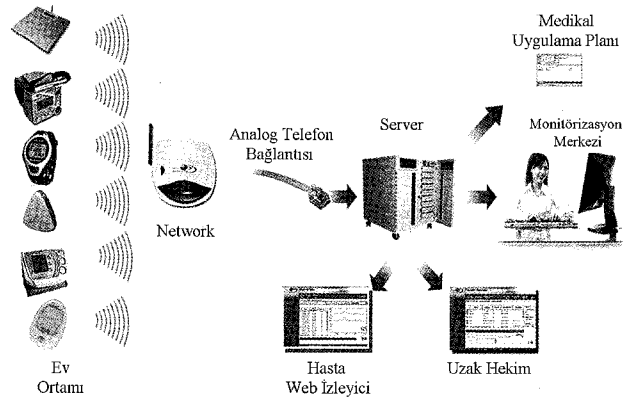 Medikal
Uygulama Planı
Analog Telefon
Bağlantısı
Server
Monitörizasyon
Merkezi
Network
Ev
Ortamı
Hasta
Web İzleyici
Uzak Hekim